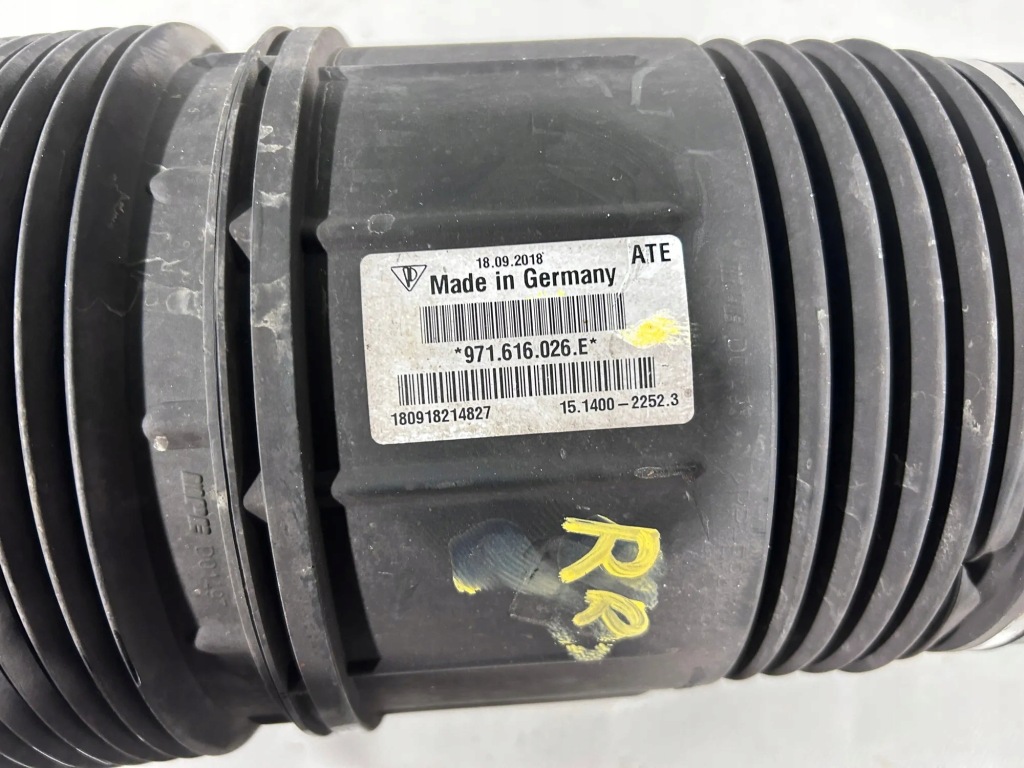 18.09.2018
ATE
Made in Germany
*971.616.026.E*
180918214827 15.1400-2252.3
RR